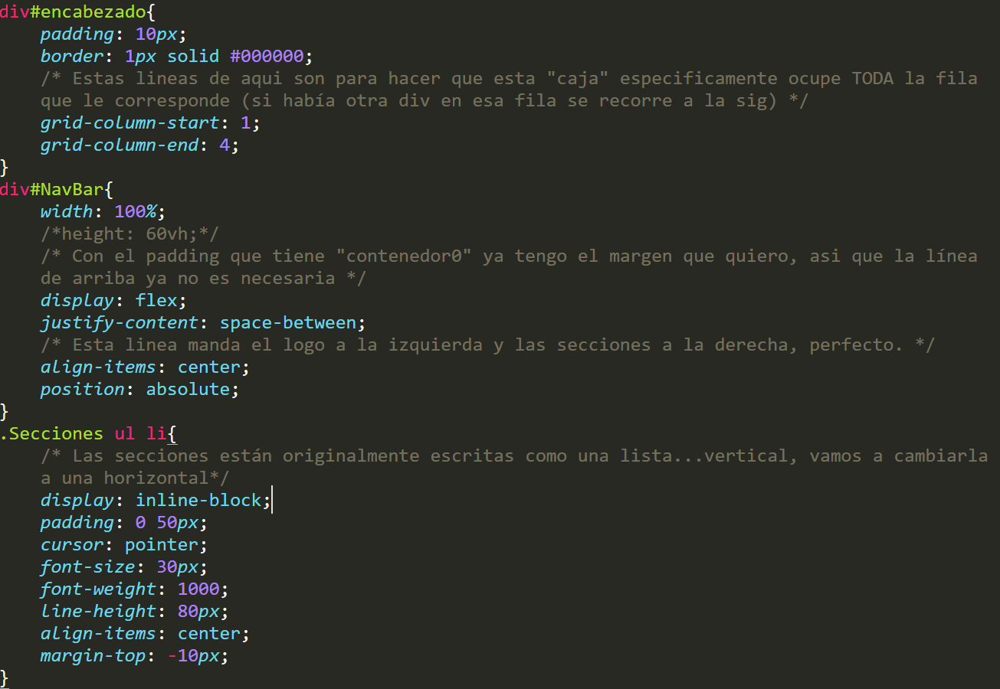 div#encabezado{
    padding: 10px;
    border: 1px solid #000000;
    /* Estas lineas de aqui son para hacer que esta "caja" especificamente ocupe TODA la fila
    que le corresponde (si había otra div en esa fila se recorre a la sig) */
    grid-column-start: 1;
    grid-column-end: 4;
}
div#NavBar{
    width: 100%;
    /*height: 60vh;*/
    /* Con el padding que tiene "contenedor0" ya tengo el margen que quiero, asi que la línea
    de arriba ya no es necesaria */
    display: flex;
    justify-content: space-between;
    /* Esta linea manda el logo a la izquierda y las secciones a la derecha, perfecto. */
    align-items: center;
    position: absolute;
}
.Secciones ul li{
    /* Las secciones están originalmente escritas como una lista...vertical, vamos a cambiarla
    a una horizontal*/
    display: inline-block;
    padding: 0 50px;
    cursor: pointer;
    font-size: 30px;
    font-weight: 1000;
    line-height: 80px;
    align-items: center;
    margin-top: -10px;
}